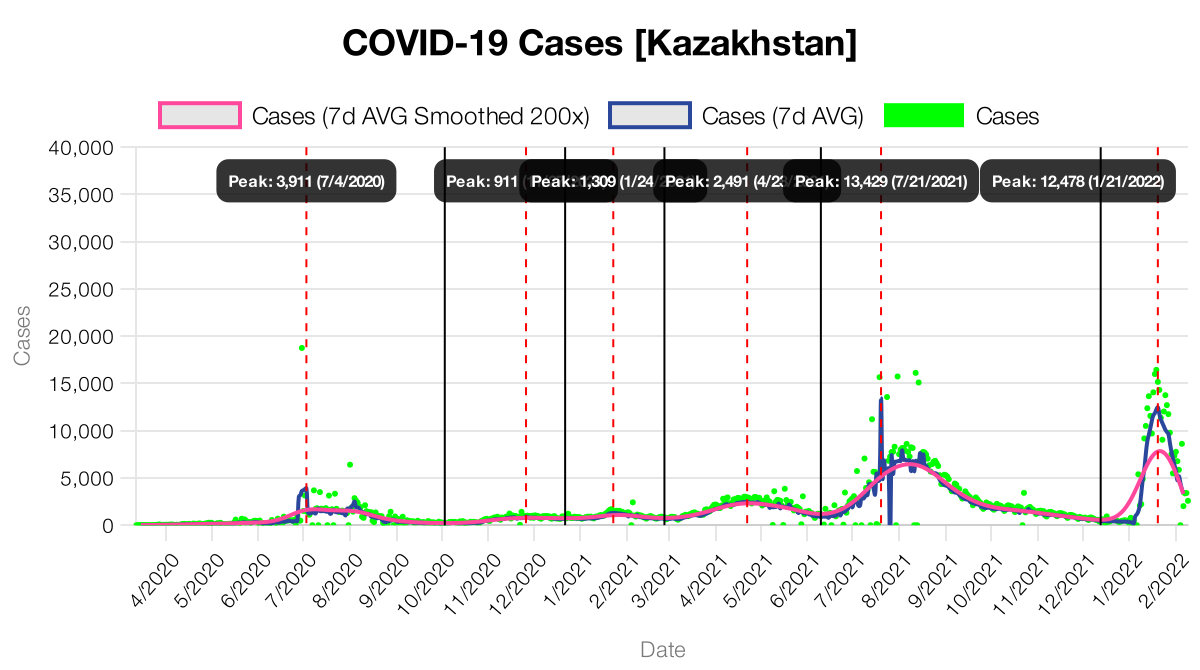 COVID-19 Cases [Kazakhstan]
Cases (7d AVG Smoothed 200x) Cases (7d AVG) Cases
40,000
35,000
30,000
25,000
20,000
15,000
10,000
5,000
0
Cases
Peak: 3,911 (7/4/2020) Peak: 911 Peak: 1,309 (1/24/ Peak: 2,491 (4/23/ Peak: 13,429 (7/21/2021) Peak: 12,478 (1/21/2022)
4/2020 5/2020 6/2020 7/2020 8/2020 9/2020 10/2020 11/2020 12/2020 1/2021 2/2021 3/2021 4/2021 5/2021 6/2021 7/2021 8/2021 9/2021 10/2021 11/2021 12/2021 1/2022 2/2022
Date